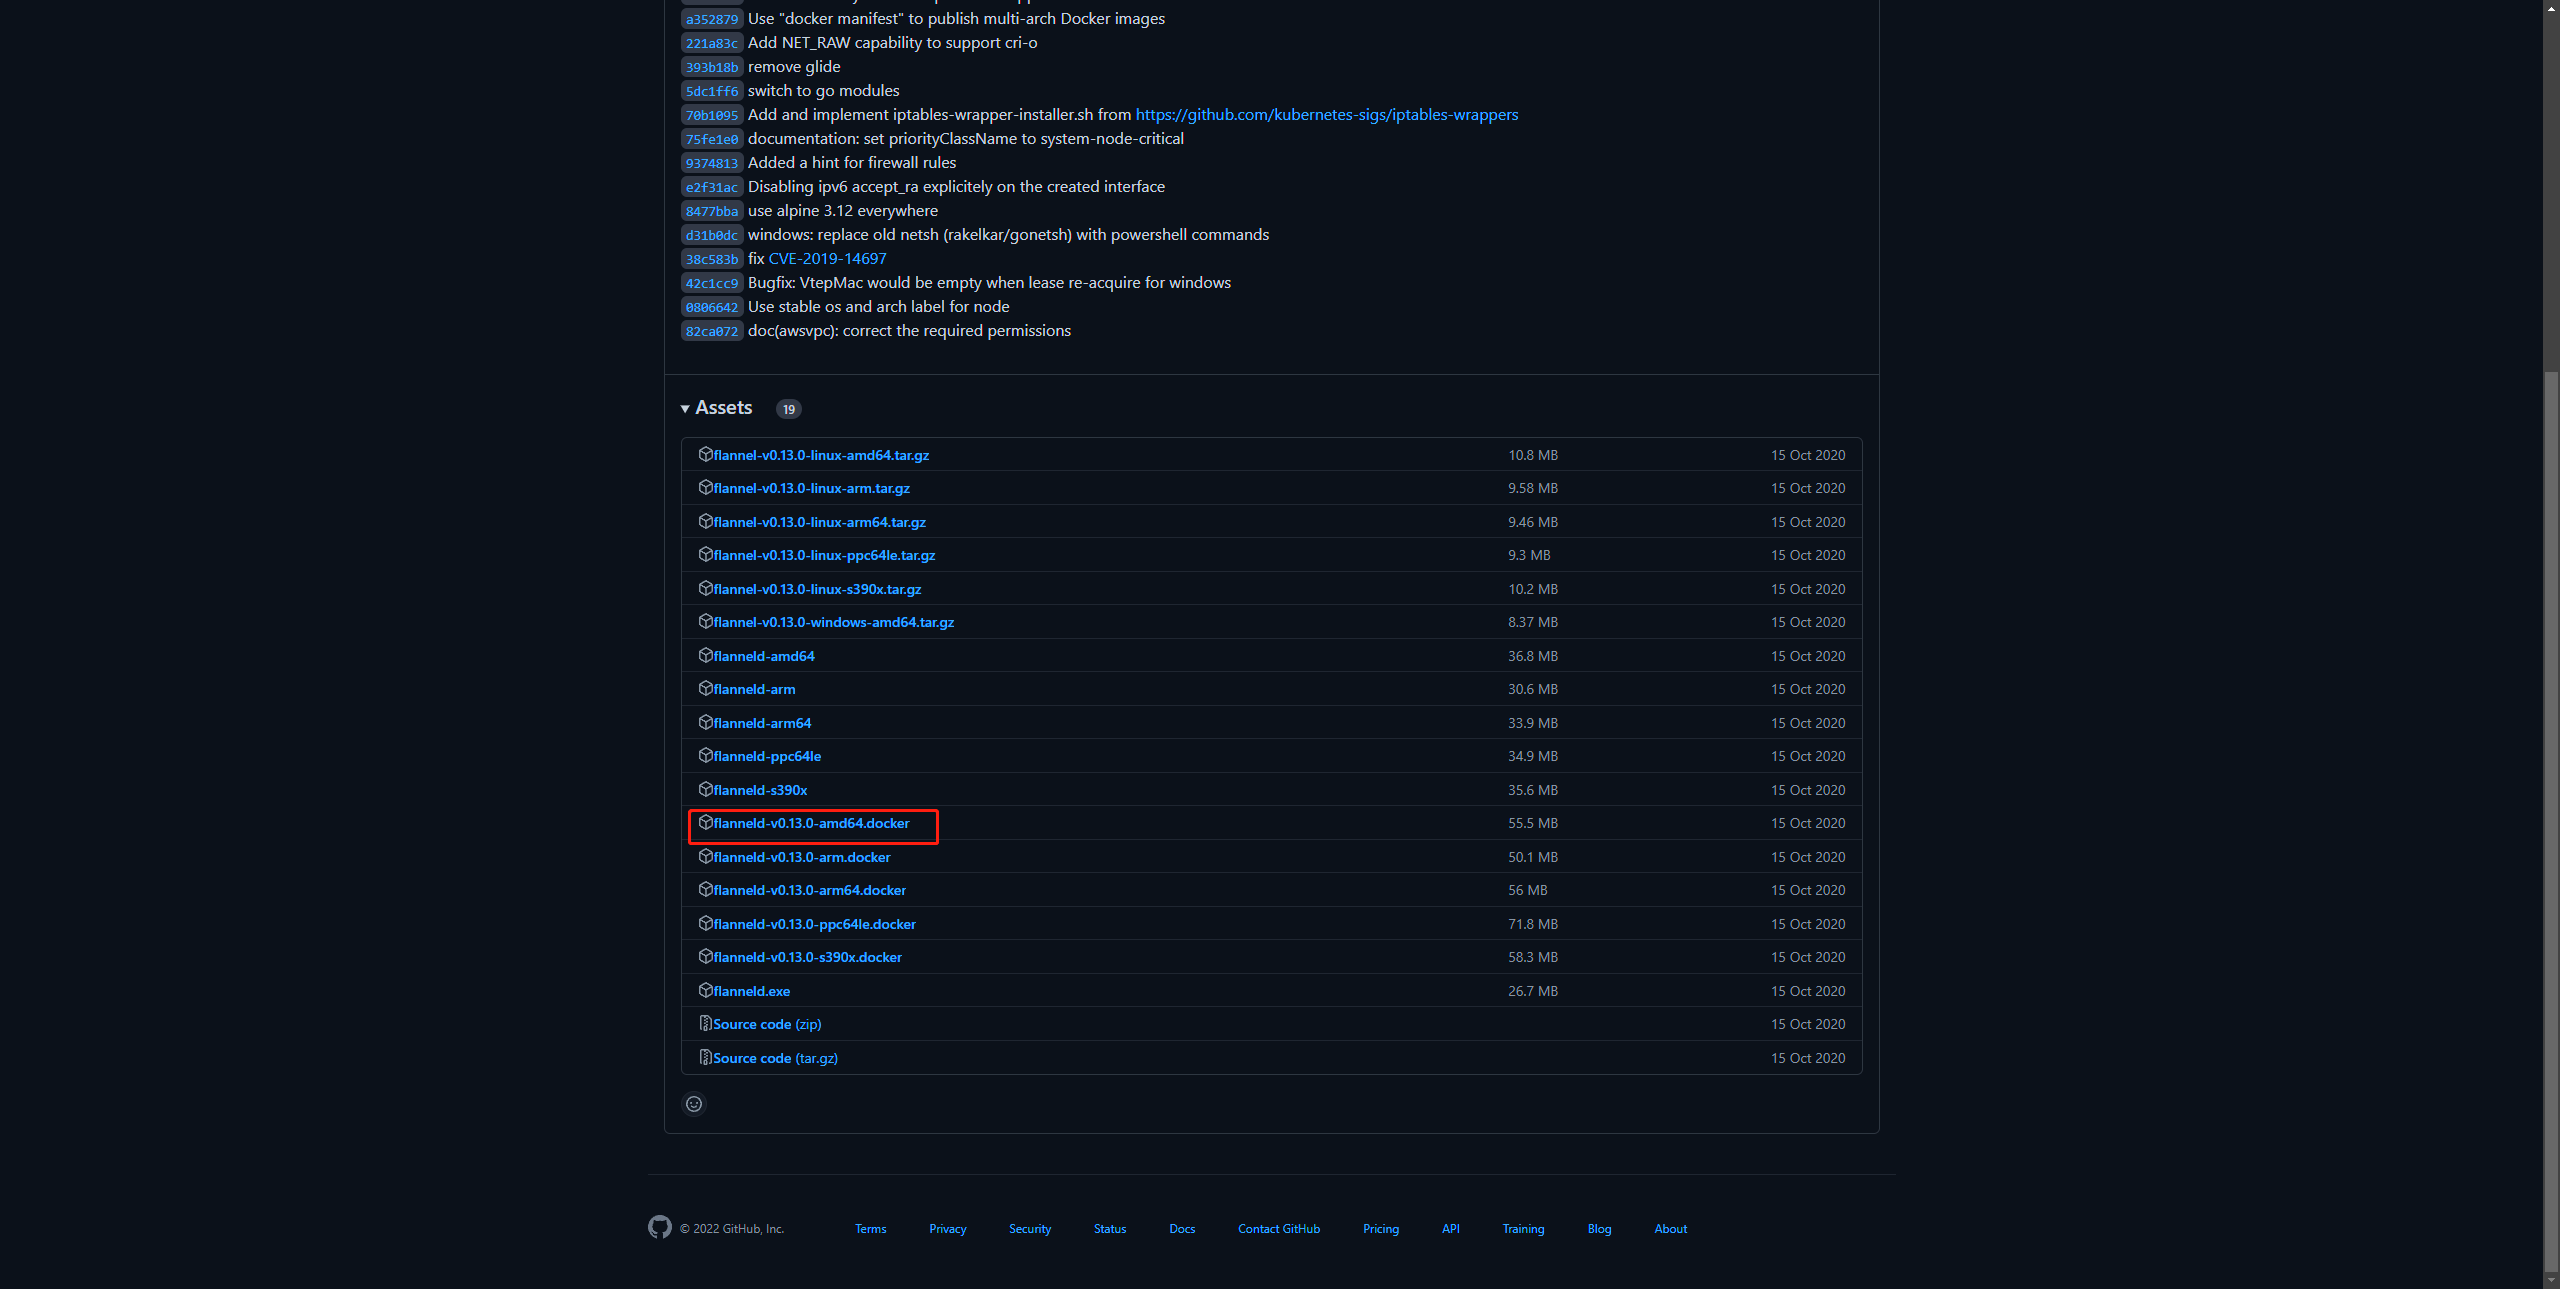 a352879 Use "docker manifest" to publish multi-arch Docker images
221a83c Add NET_RAW capability to support cri-o
393b18b remove glide
5dc1ff6 switch to go modules
70b1095 Add and implement iptables-wrapper-installer.sh from https://github.com/kubernetes-sigs/iptables-wrappers
75fe1e0 documentation: set priorityClassName to system-node-critical
9374813 Added a hint for firewall rules
e2f31ac Disabling ipv6 accept_ra explicitely on the created interface
8477bba use alpine 3.12 everywhere
d31b0dc windows: replace old netsh (rakelkar/gonetsh) with powershell commands
38c583b fix CVE-2019-14697
42c1cc9 Bugfix: VtepMac would be empty when lease re-acquire for windows
0806642 Use stable os and arch label for node
82ca072 doc(awsvpc): correct the required permissions
Assets 19
flannel-v0.13.0-linux-amd64.tar.gz 10.8 MB 15 Oct 2020
flannel-v0.13.0-linux-arm.tar.gz 9.58 MB 15 Oct 2020
flannel-v0.13.0-linux-arm64.tar.gz 9.46 MB 15 Oct 2020
flannel-v0.13.0-linux-ppc64le.tar.gz 9.3 MB 15 Oct 2020
flannel-v0.13.0-linux-s390x.tar.gz 10.2 MB 15 Oct 2020
flannel-v0.13.0-windows-amd64.tar.gz 8.37 MB 15 Oct 2020
flanneld-amd64 36.8 MB 15 Oct 2020
flanneld-arm 30.6 MB 15 Oct 2020
flanneld-arm64 33.9 MB 15 Oct 2020
flanneld-ppc64le 34.9 MB 15 Oct 2020
flanneld-s390x 35.6 MB 15 Oct 2020
flanneld-v0.13.0-amd64.docker 55.5 MB 15 Oct 2020
flanneld-v0.13.0-arm.docker 50.1 MB 15 Oct 2020
flanneld-v0.13.0-arm64.docker 56 MB 15 Oct 2020
flanneld-v0.13.0-ppc64le.docker 71.8 MB 15 Oct 2020
flanneld-v0.13.0-s390x.docker 58.3 MB 15 Oct 2020
flanneld.exe 26.7 MB 15 Oct 2020
Source code (zip) 15 Oct 2020
Source code (tar.gz) 15 Oct 2020
© 2022 GitHub, Inc. Terms Privacy Security Status Docs Contact GitHub Pricing API Training Blog About